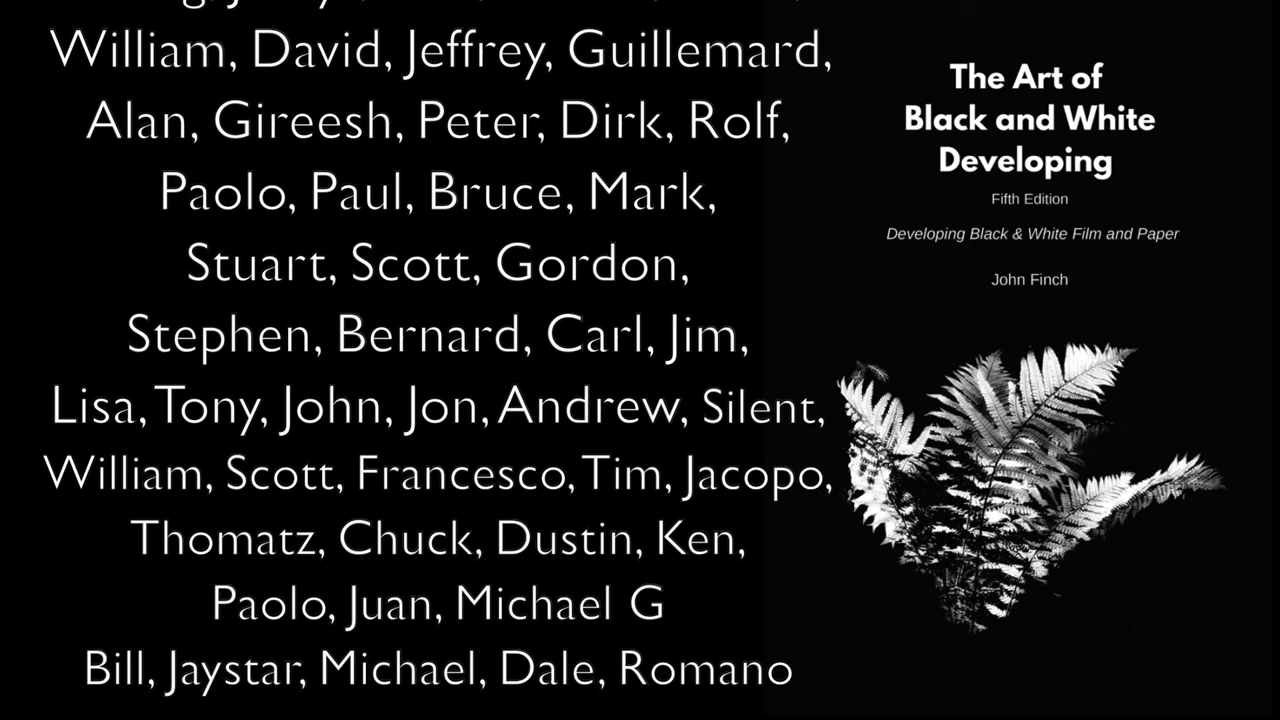 William, David, Jeffrey, Guillemard,
Alan, Gireesh, Peter, Dirk, Rolf,
Paolo, Paul, Bruce, Mark,
Stuart, Scott, Gordon,
Stephen, Bernard, Carl, Jim,
Lisa, Tony, John, Jon, Andrew, Silent,
William, Scott, Francesco, Tim, Jacopo,
Thomatz, Chuck, Dustin, Ken,
Paolo, Juan, Michael G
Bill, Jaystar, Michael, Dale, Romano
The Art of
Black and White
Developing
Fifth Edition
Developing Black & White Film and Paper
John Finch